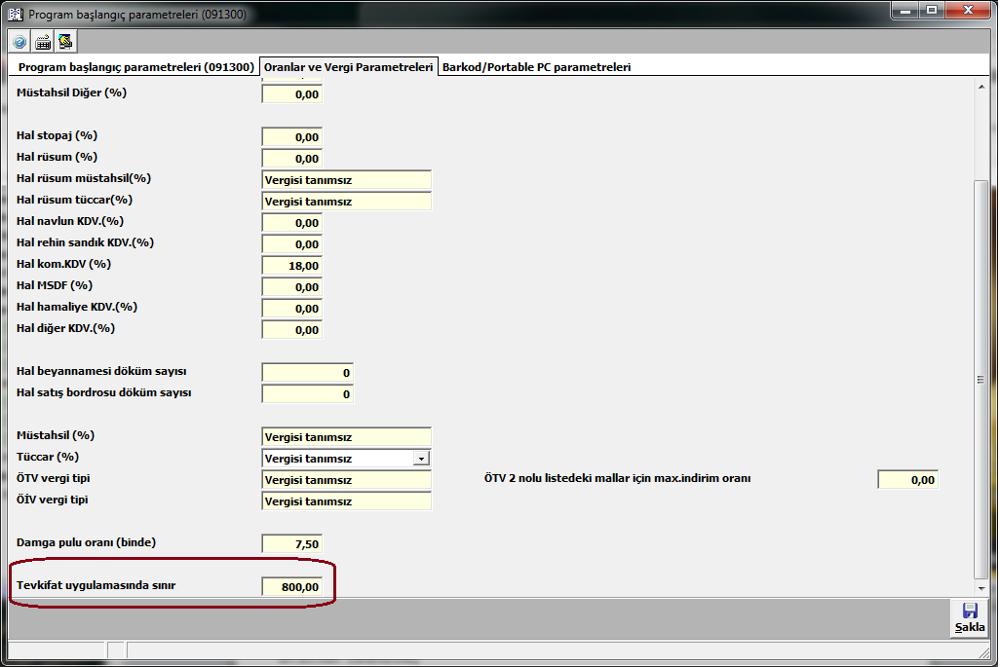 Program başlangıç parametreleri (091300)
Program başlangıç parametreleri (091300) Oranlar ve Vergi Parametreleri Barkod/Portable PC parametreleri
Müstahsil Diğer (%) 0,00
Hal stopaj (%) 0,00
Hal rüsum (%) 0,00
Hal rüsum müstahsil(%) Vergisi tanımsız
Hal rüsum tüccar(%) Vergisi tanımsız
Hal navlun KDV.(%) 0,00
Hal rehin sandık KDV.(%) 0,00
Hal kom.KDV (%) 18,00
Hal MSDF (%) 0,00
Hal hamaliye KDV.(%) 0,00
Hal diğer KDV.(%) 0,00
Hal beyannamesi döküm sayısı 0
Hal satış bordrosu döküm sayısı 0
Müstahsil (%) Vergisi tanımsız
Tüccar (%) Vergisi tanımsız
ÖTV vergi tipi Vergisi tanımsız ÖTV 2 nolu listedeki mallar için max.indirim oranı 0,00
ÖİV vergi tipi Vergisi tanımsız
Damga pulu oranı (binde) 7,50
Tevkifat uygulamasında sınır 800,00
Sakla